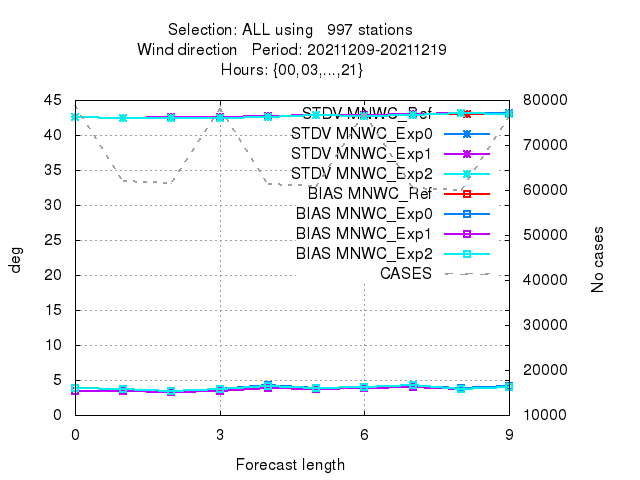 Selection: ALL using   997 stations
Wind direction   Period: 20211209-20211219
Hours: {00,03,...,21}
45
40
35
30
25
20
15
10
5
0
deg
80000
70000
60000
50000
40000
30000
20000
10000
No cases
STDV MNWC_Ref
STDV MNWC_Exp0
STDV MNWC_Exp1
STDV MNWC_Exp2
BIAS MNWC_Ref
BIAS MNWC_Exp0
BIAS MNWC_Exp1
BIAS MNWC_Exp2
CASES
0 3 6 9
Forecast length